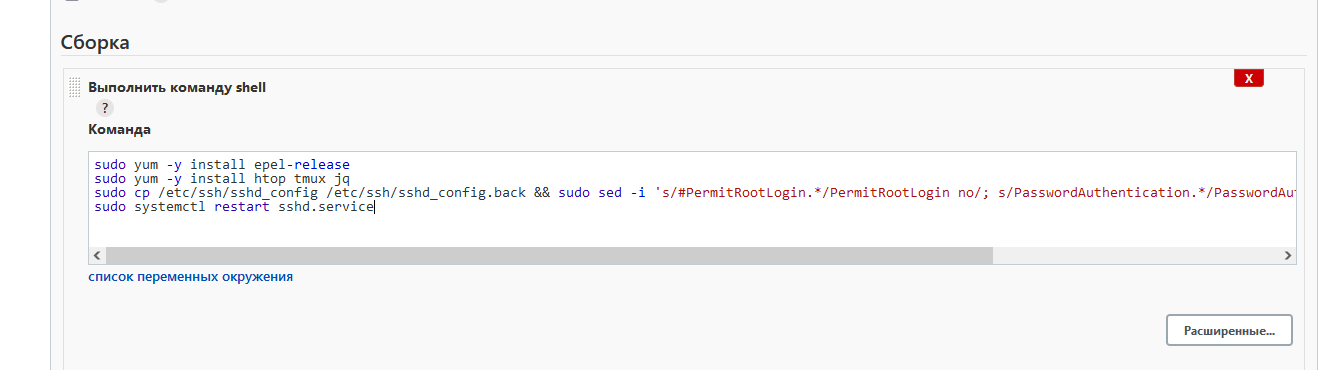 Сборка
Выполнить команду shell
X
?
Команда
sudo yum -y install epel-release
sudo yum -y install htop tmux jq
sudo cp /etc/ssh/sshd_config /etc/ssh/sshd_config.back && sudo sed -i 's/#PermitRootLogin.*/PermitRootLogin no/; s/PasswordAuthentication.*/PasswordAut
sudo systemctl restart sshd.service
список переменных окружения
Расширенные...